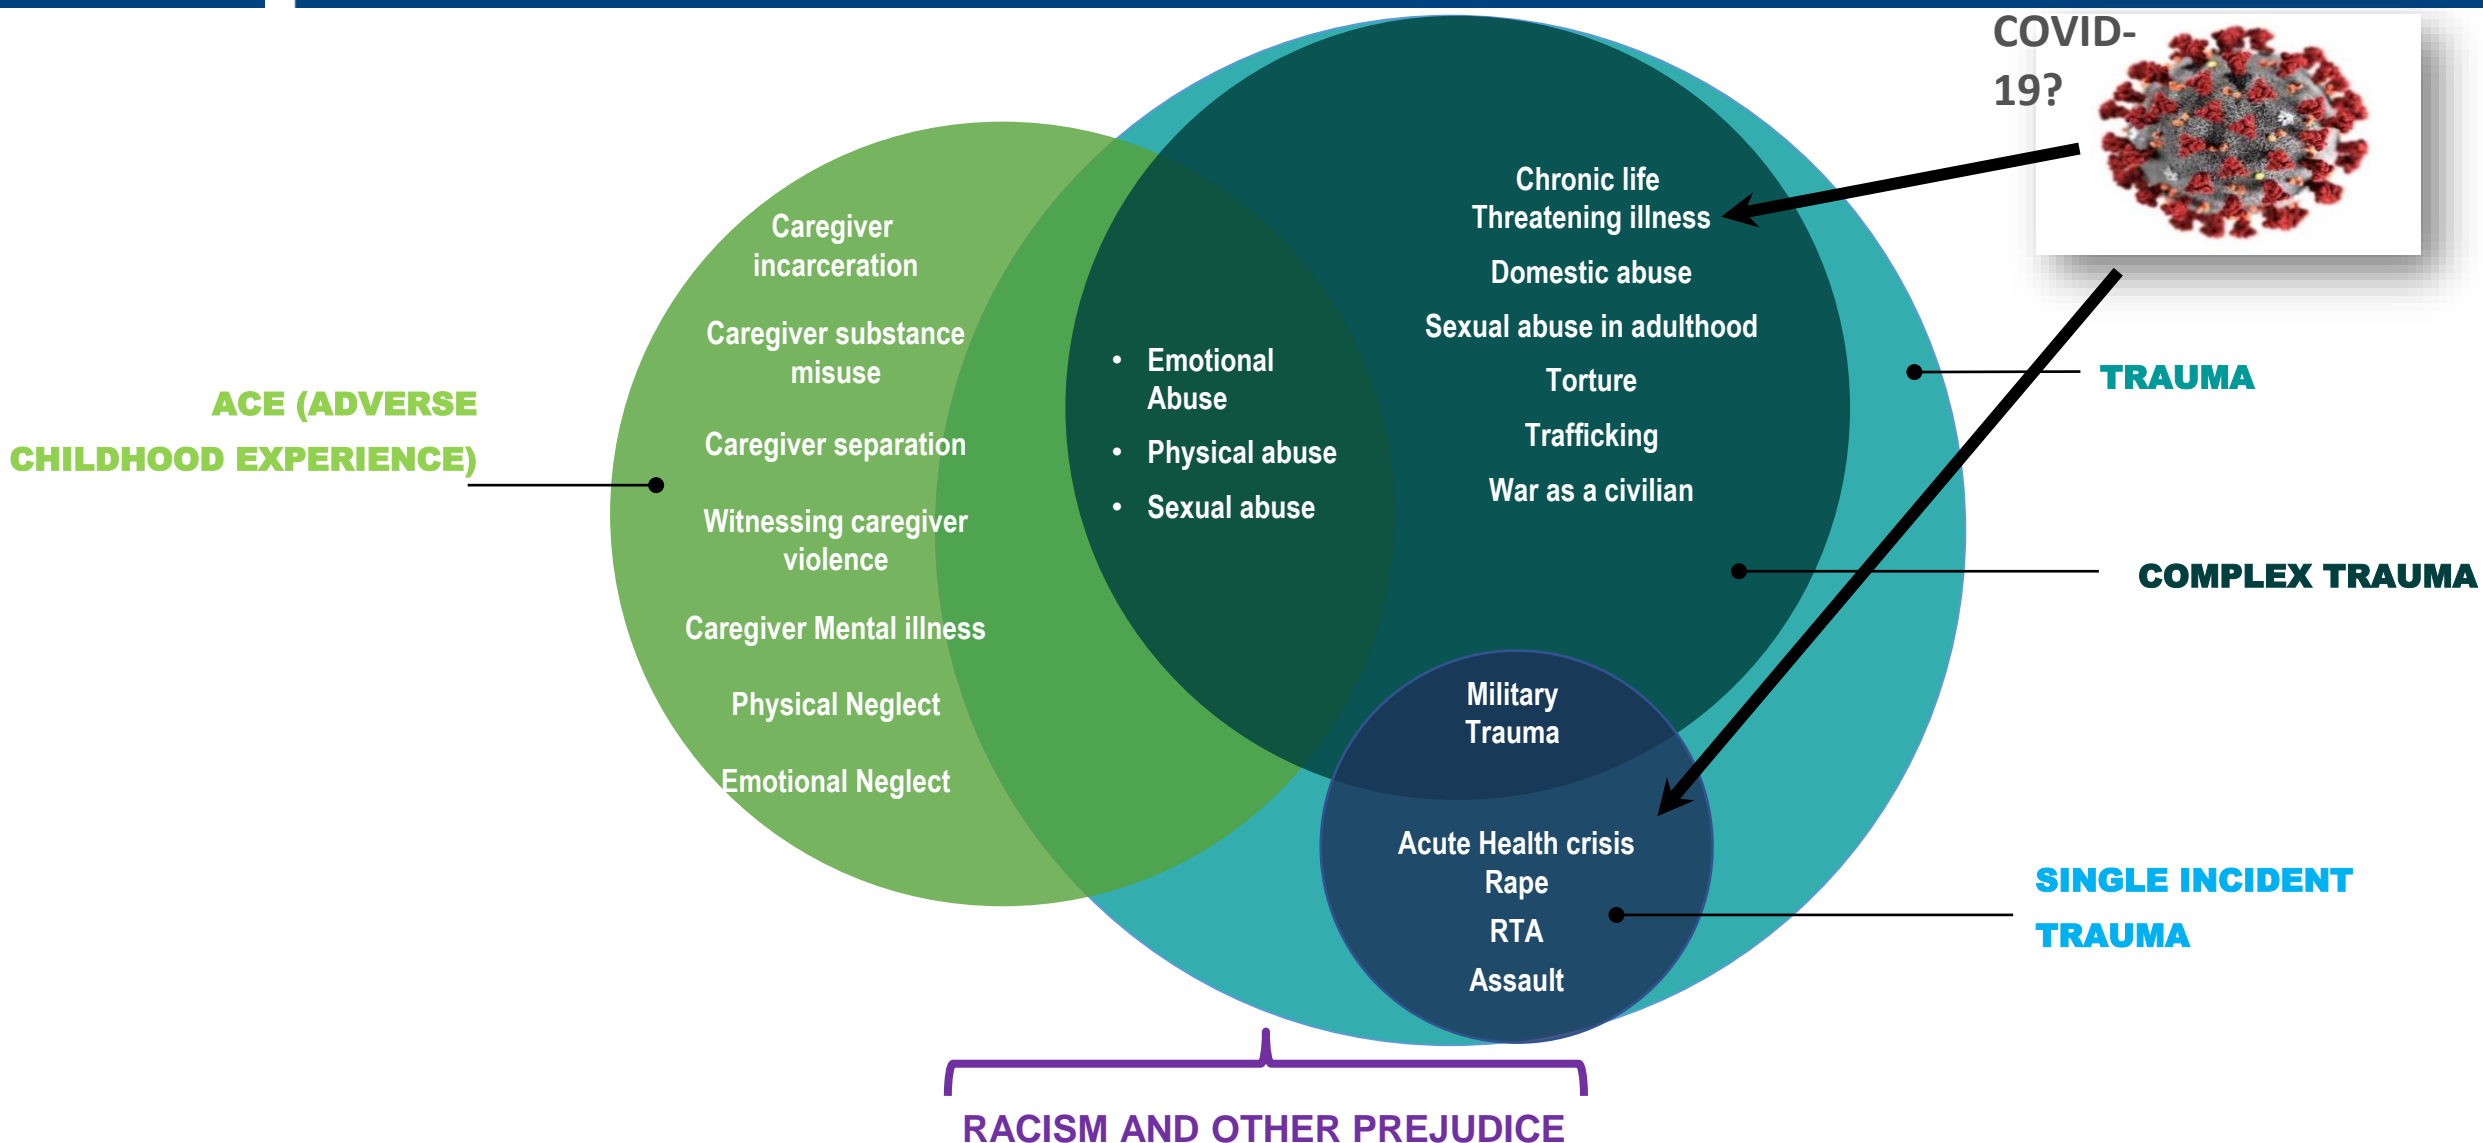 COVID-
19?
Caregiver
incarceration
Caregiver substance
misuse
Caregiver separation
Witnessing caregiver
violence
Caregiver Mental illness
Physical Neglect
Emotional Neglect
ACE (ADVERSE
CHILDHOOD EXPERIENCE)
• Emotional
Abuse
• Physical abuse
• Sexual abuse
Chronic life
Threatening illness
Domestic abuse
Sexual abuse in adulthood
Torture
Trafficking
War as a civilian
Military
Trauma
Acute Health crisis
Rape
RTA
Assault
TRAUMA
COMPLEX TRAUMA
SINGLE INCIDENT
TRAUMA
RACISM AND OTHER PREJUDICE